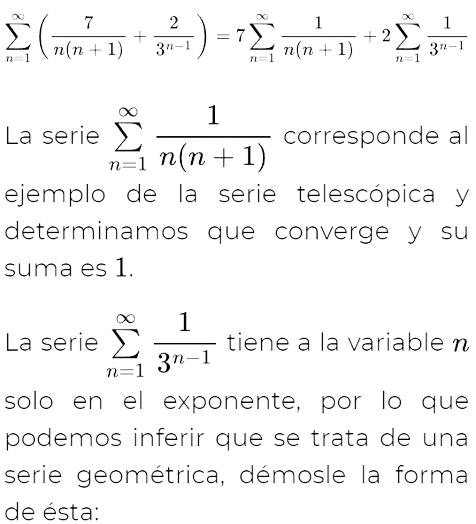 $$\sum_{n=1}^{\infty} \left( \frac{7}{n(n+1)} + \frac{2}{3^{n-1}} \right) = 7 \sum_{n=1}^{\infty} \frac{1}{n(n+1)} + 2 \sum_{n=1}^{\infty} \frac{1}{3^{n-1}}$$
La serie $\sum_{n=1}^{\infty} \frac{1}{n(n+1)}$ corresponde al
ejemplo de la serie telescópica y
determinamos que converge y su
suma es $1$.
La serie $\sum_{n=1}^{\infty} \frac{1}{3^{n-1}}$ tiene a la variable $n$
solo en el exponente, por lo que
podemos inferir que se trata de una
serie geométrica, démosle la forma
de ésta: